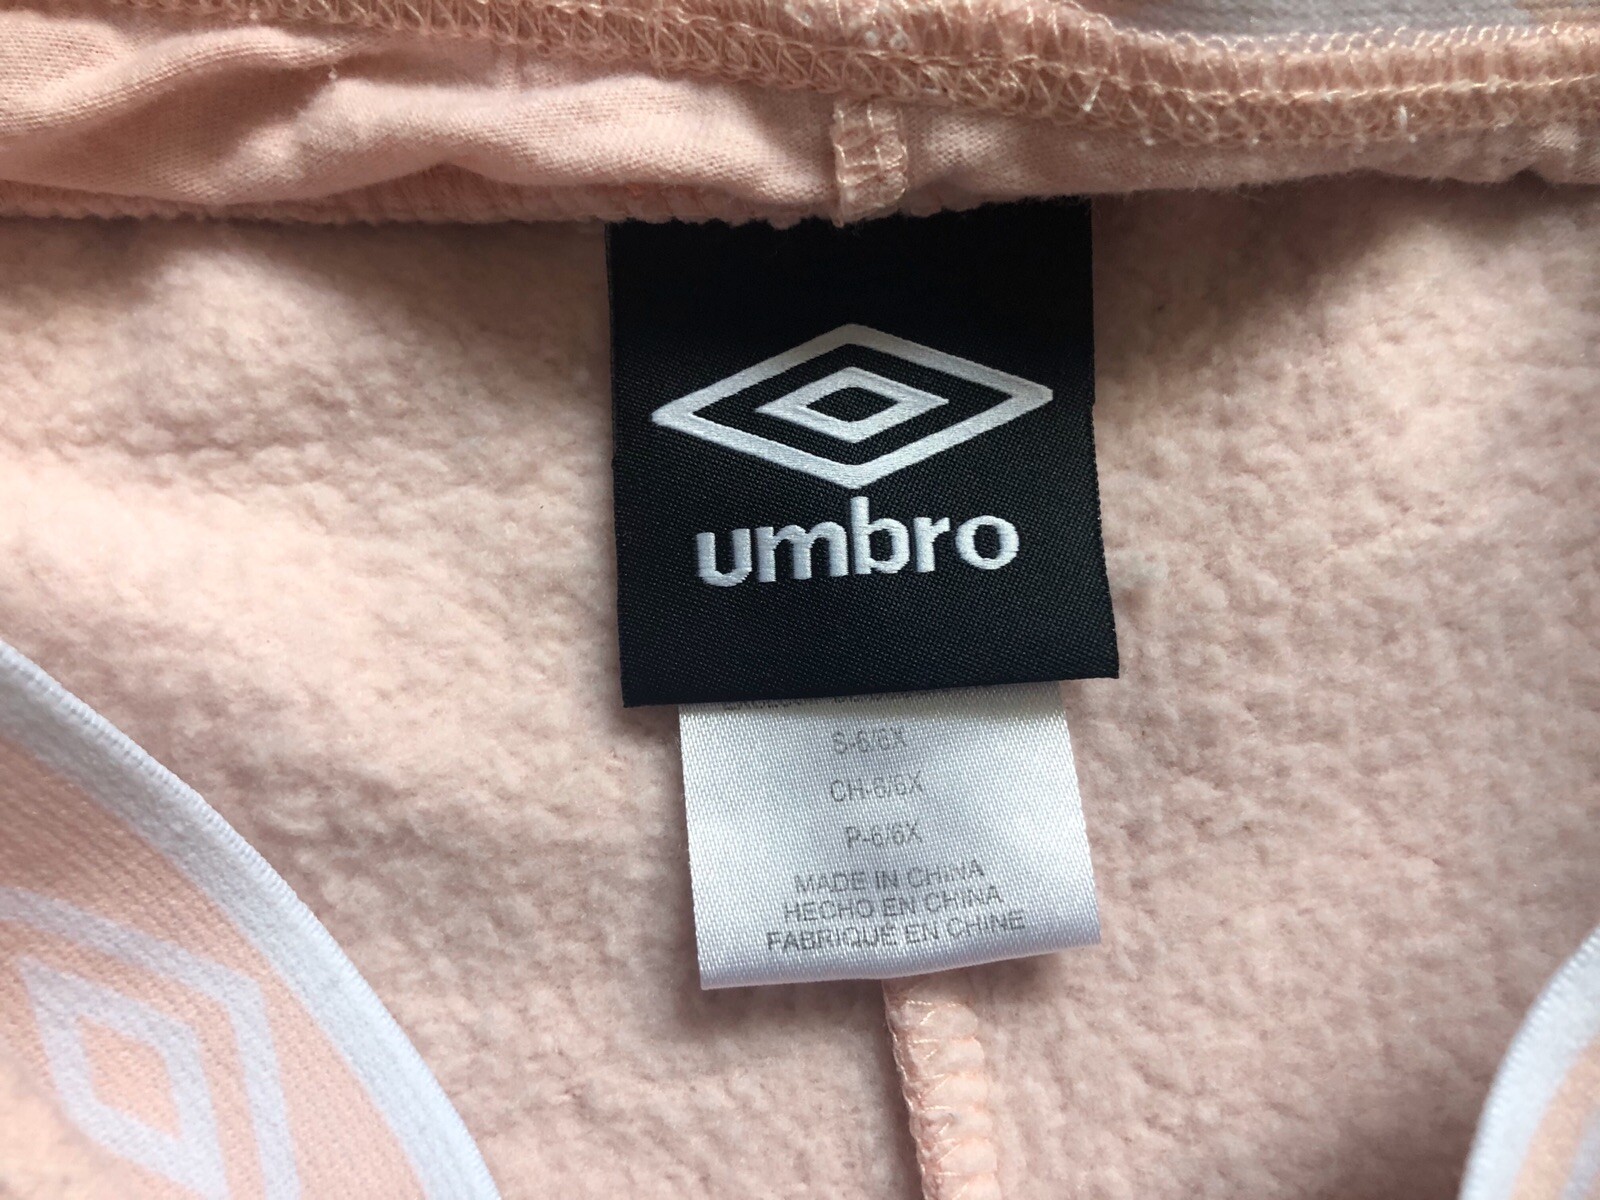 umbro
S-6/6X
CH-6/6X
P-6/6X
MADE IN CHINA
HECHO EN CHINA
FABRIQUÉ EN CHINE